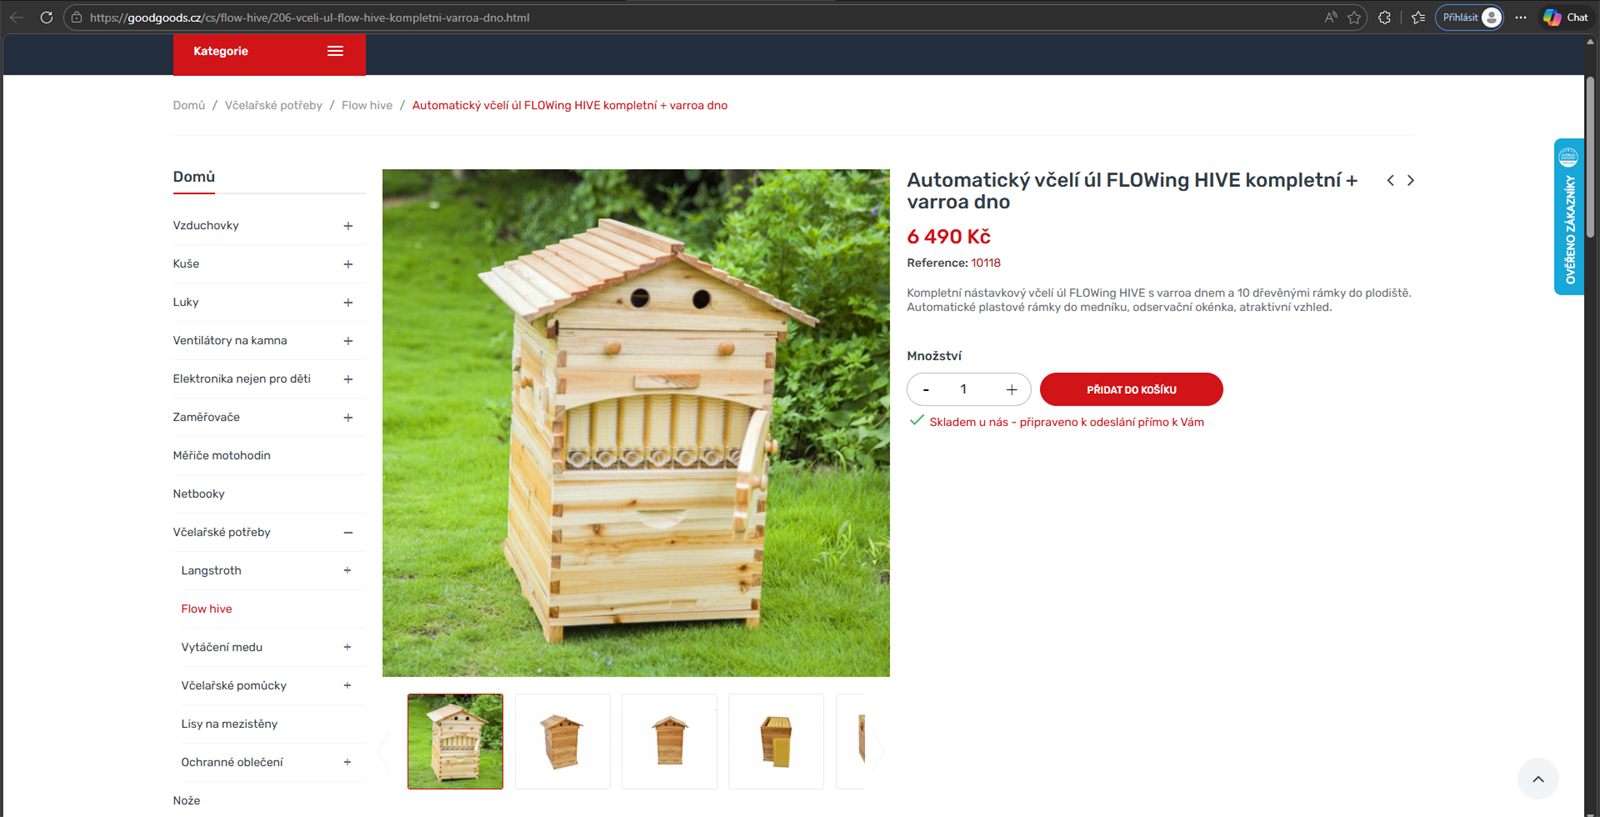 https://goodgoods.cz/cs/flow-hive/206-vceli-ul-flow-hive-kompletni-varroa-dno.html
Přihlásit
Chat
Kategorie
Domů / Včelařské potřeby / Flow hive / Automatický včelí úl FLOWing HIVE kompletní + varroa dno
Domů
Vzduchovky
Kuše
Luky
Ventilátory na kamna
Elektronika nejen pro děti
Zaměřovače
Měřiče motohodin
Netbooky
Včelařské potřeby
Langstroth
Flow hive
Vytáčení medu
Včelařské pomůcky
Lisy na mezistěny
Ochranné oblečení
Nože
Automatický včelí úl FLOWing HIVE kompletní +
varroa dno
6 490 Kč
Reference: 10118
Kompletní nástavkový včelí úl FLOWing HIVE s varroa dnem a 10 dřevěnými rámky do plodiště.
Automatické plastové rámky do medníku, odservační okénka, atraktivní vzhled.
Množství
- 1 +
PŘIDAT DO KOŠÍKU
Skladem u nás - připraveno k odeslání přímo k Vám
OVĚŘENO ZÁKAZNÍKY